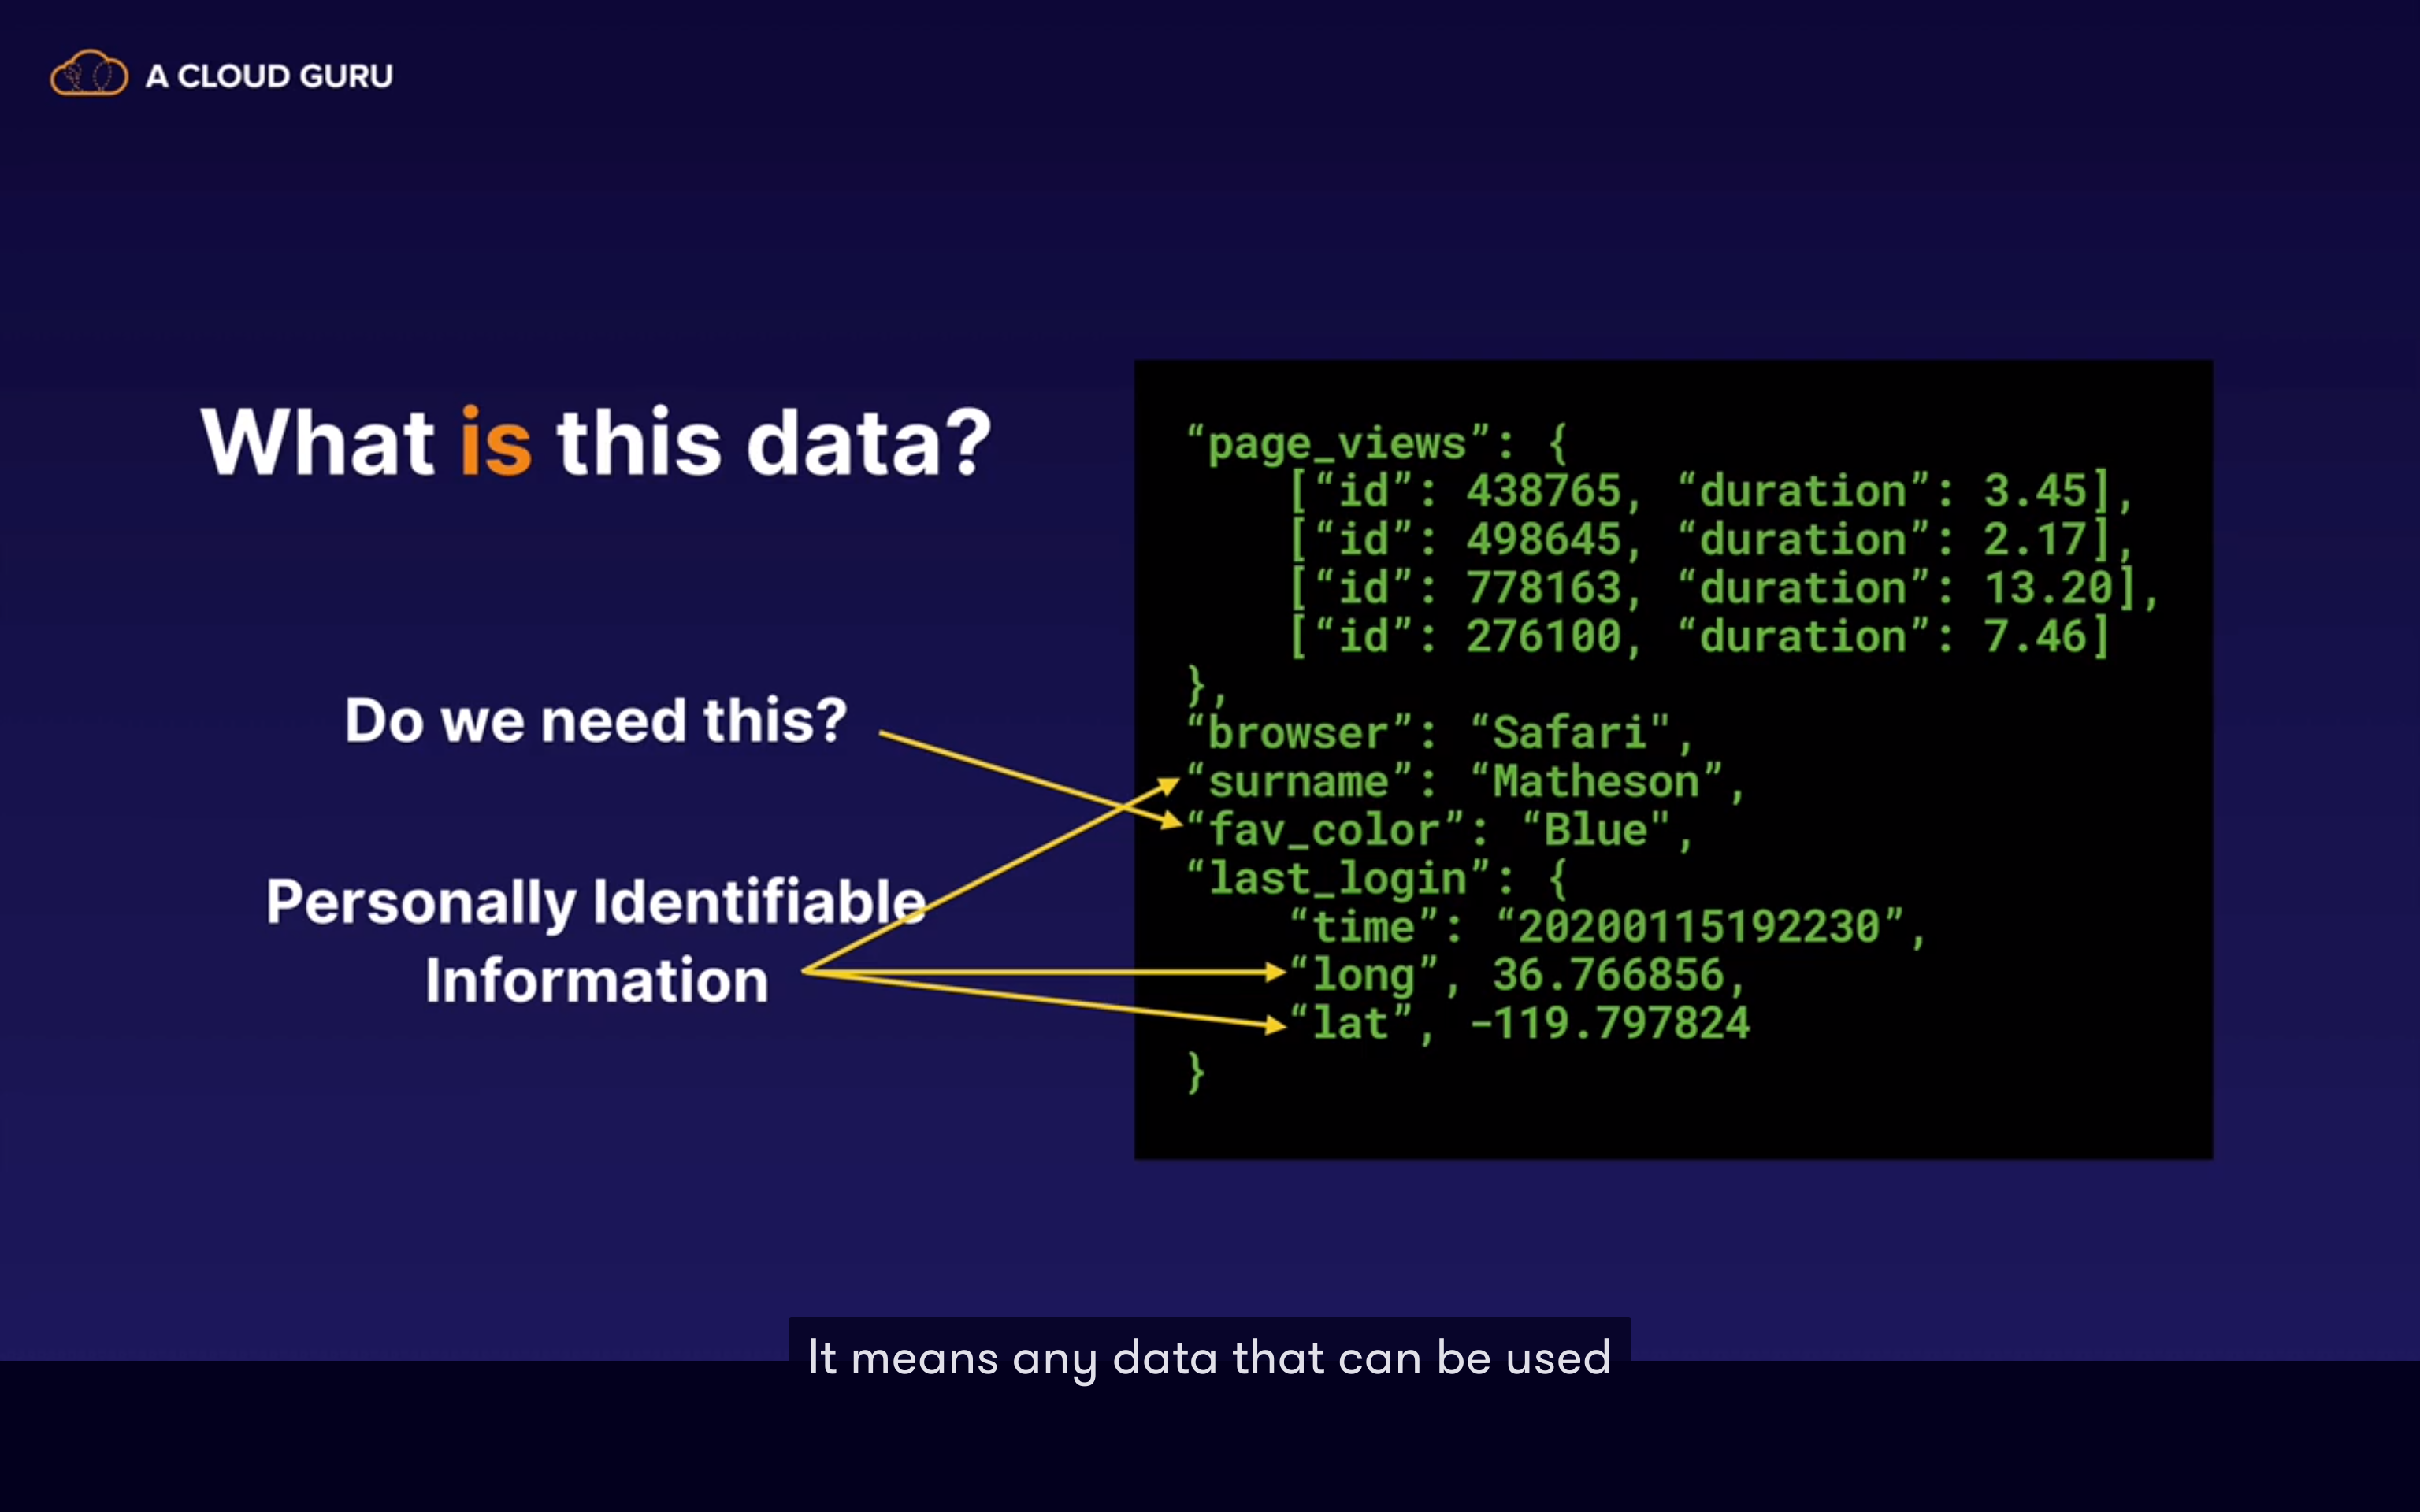 A CLOUD GURU
What is this data?
Do we need this?
Personally Identifiable
Information
“page_views”: {
[“id”: 438765, “duration”: 3.45],
[“id”: 498645, “duration”: 2.17],
[“id”: 778163, “duration”: 13.20],
[“id”: 276100, “duration”: 7.46]
},
“browser”: “Safari",
“surname”: “Matheson”,
“fav_color”: “Blue",
“last_login”: {
“time”: “20200115192230”,
“long”, 36.766856,
“lat”, -119.797824
}
It means any data that can be used